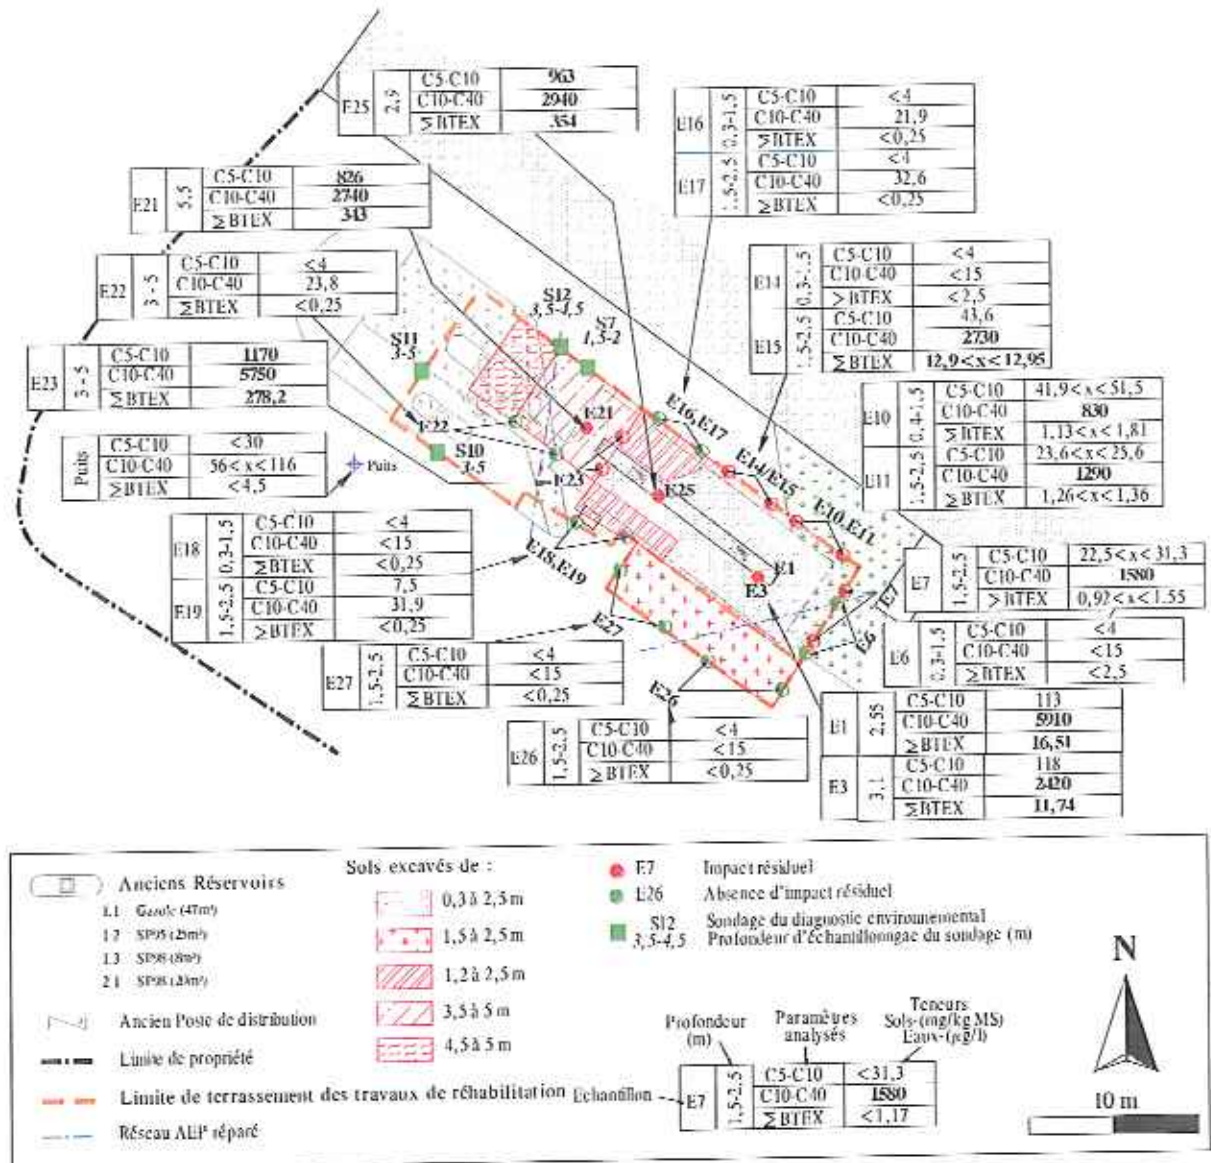 E25 2,9 C5-C10 963
C10-C40 2940
∑BTEX 354
E16 0,3-1,5 C5-C10 <4
C10-C40 21,9
∑BTEX <0,25
E17 1,5-2,5 C5-C10 <4
C10-C40 32,6
∑BTEX <0,25
E21 5,5 C5-C10 826
C10-C40 2740
∑BTEX 343
E22 3-5 C5-C10 <4
C10-C40 23,8
∑BTEX <0,25
E14 0,3-1,5 C5-C10 <4
C10-C40 <15
∑BTEX <2,5
E15 1,5-2,5 C5-C10 43,6
C10-C40 2730
∑BTEX 12,9<x<12,95
E23 3-5 C5-C10 1170
C10-C40 5750
∑BTEX 278,2
E10 0,4-1,5 C5-C10 41,9<x<51,5
C10-C40 830
∑BTEX 1,13<x<1,81
E11 1,5-2,5 C5-C10 23,6<x<25,6
C10-C40 1290
∑BTEX 1,26<x<1,36
Puits C5-C10 <30
C10-C40 56<x<116
∑BTEX <4,5
E18 0,3-1,5 C5-C10 <4
C10-C40 <15
∑BTEX <0,25
E19 1,5-2,5 C5-C10 7,5
C10-C40 31,9
∑BTEX <0,25
E7 1,5-2,5 C5-C10 22,5<x<31,3
C10-C40 1580
∑BTEX 0,92<x<1.55
E6 0,3-1,5 C5-C10 <4
C10-C40 <15
∑BTEX <2,5
E27 1,5-2,5 C5-C10 <4
C10-C40 <15
∑BTEX <0,25
E26 1,5-2,5 C5-C10 <4
C10-C40 <15
∑BTEX <0,25
E1 2,55 C5-C10 113
C10-C40 5910
∑BTEX 16,51
E3 3,1 C5-C10 118
C10-C40 2420
∑BTEX 11,74
S12
3,5-4,5
S7
1,5-2
S11
3-5
E21
E16,E17
E22
S10
3-5
Puits
E23
E25
E14/E15
E10,E11
E18,E19
E1
E3
E7
E6
E27
E26
Anciens Réservoirs
1.1 Gazole (47m³)
1.2 SP95 (25m³)
1.3 SP98 (8m³)
2.1 SP98
Ancien Poste de distribution
Limite de propriété
Limite de terrassement des travaux de réhabilitation
Réseau AEP réparé
Sols excavés de :
0,3 à 2,5 m
1,5 à 2,5 m
1,2 à 2,5 m
3,5 à 5 m
4,5 à 5 m
E7 Impact résiduel
E26 Absence d'impact résiduel
S12 Sondage du diagnostic environnemental
3,5-4,5 Profondeur d'échantillonngae du sondage (m)
Profondeur (m)
Paramètres analysés
Teneurs
Sols-(mg/kg MS)
Eaux-(µg/l)
Echantillon
E7 1,5-2,5 C5-C10 <31,3
C10-C40 1580
∑BTEX <1,17
N
10 m